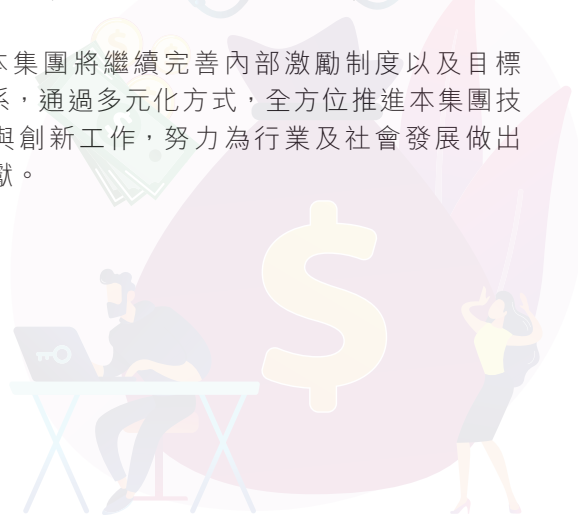 本集團將繼續完善內部激勵制度以及目標
系，通過多元化方式，全方位推進本集團技
與創新工作，努力為行業及社會發展做出
獻。